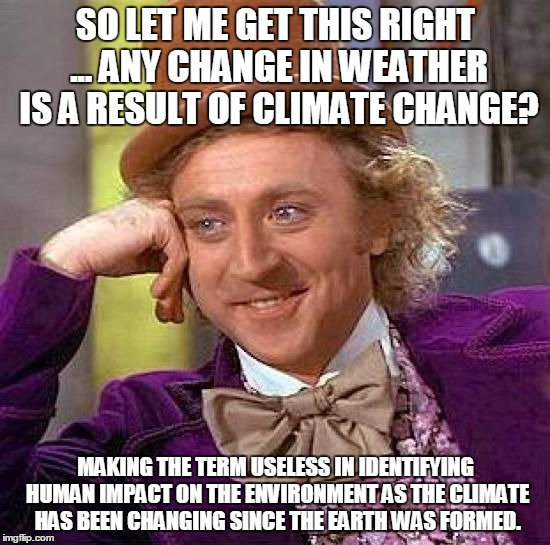 SO LET ME GET THIS RIGHT
... ANY CHANGE IN WEATHER
IS A RESULT OF CLIMATE CHANGE?
MAKING THE TERM USELESS IN IDENTIFYING
HUMAN IMPACT ON THE ENVIRONMENT AS THE CLIMATE
HAS BEEN CHANGING SINCE THE EARTH WAS FORMED.
imgflip.com